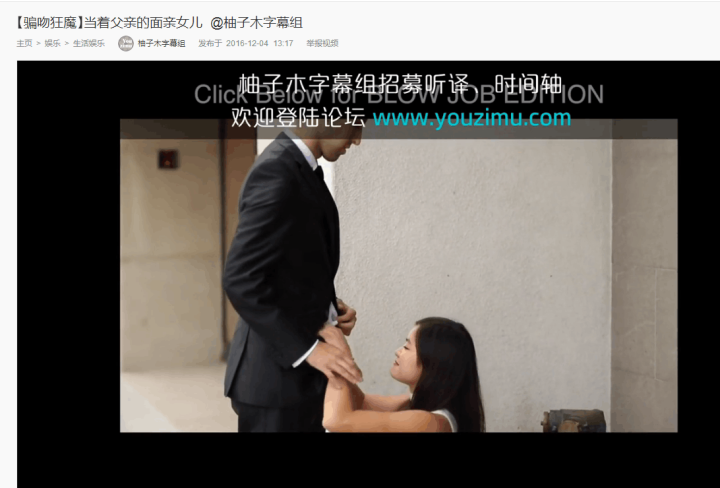 【骗吻狂魔】当着父亲的面亲女儿 @柚子木字幕组
主页 > 娱乐 > 生活娱乐 柚子木字幕组 发布于 2016-12-04 13:17 举报视频
柚子木字幕组招募听译、时间轴
Click Below for BLOW JOB EDITION
欢迎登陆论坛 www.youzimu.com